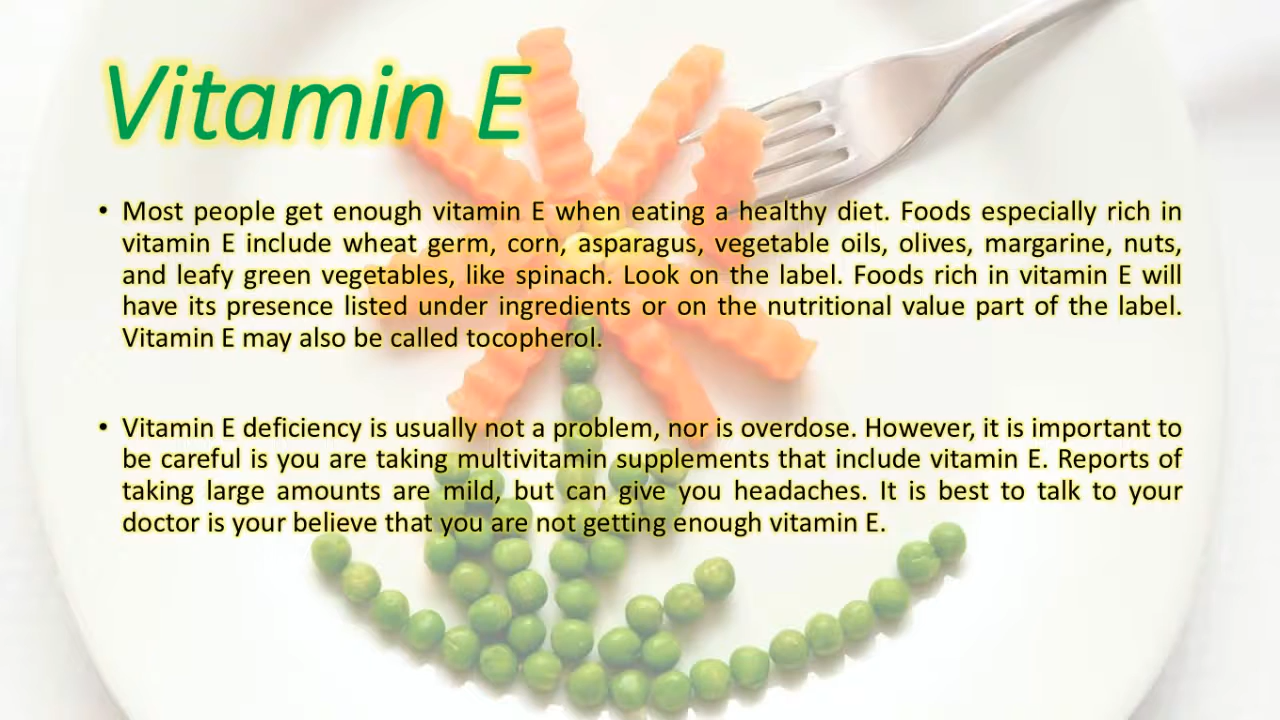 Vitamin E
• Most people get enough vitamin E when eating a healthy diet. Foods especially rich in
vitamin E include wheat germ, corn, asparagus, vegetable oils, olives, margarine, nuts,
and leafy green vegetables, like spinach. Look on the label. Foods rich in vitamin E will
have its presence listed under ingredients or on the nutritional value part of the label.
Vitamin E may also be called tocopherol.
• Vitamin E deficiency is usually not a problem, nor is overdose. However, it is important to
be careful is you are taking multivitamin supplements that include vitamin E. Reports of
taking large amounts are mild, but can give you headaches. It is best to talk to your
doctor is your believe that you are not getting enough vitamin E.